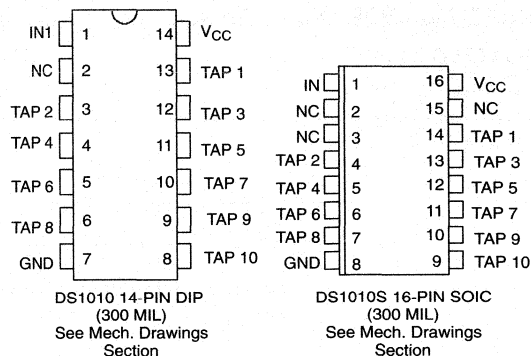 IN1 1 14 VCC
NC 2 13 TAP 1
TAP 2 3 12 TAP 3
TAP 4 4 11 TAP 5
TAP 6 5 10 TAP 7
TAP 8 6 9 TAP 9
GND 7 8 TAP 10
DS1010 14-PIN DIP
(300 MIL)
See Mech. Drawings
Section
IN 1 16 VCC
NC 2 15 NC
NC 3 14 TAP 1
TAP 2 4 13 TAP 3
TAP 4 5 12 TAP 5
TAP 6 6 11 TAP 7
TAP 8 7 10 TAP 9
GND 8 9 TAP 10
DS1010S 16-PIN SOIC
(300 MIL)
See Mech. Drawings
Section